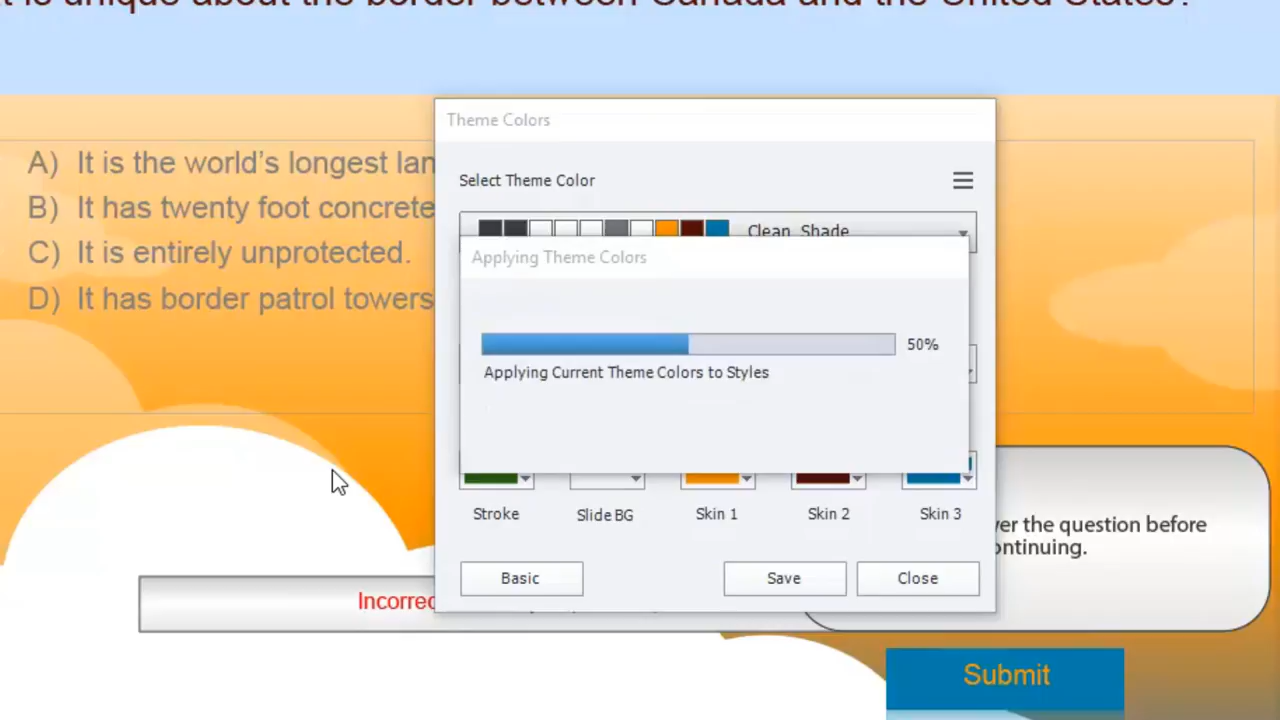 is unique about the border between Canada and the United States?
Theme Colors
A) It is the world's longest lan
Select Theme Color
B) It has twenty foot concrete
Clean Shade
C) It is entirely unprotected.
Applying Theme Colors
D) It has border patrol towers
50%
Applying Current Theme Colors to Styles
Stroke
Slide BG
Skin 1
Skin 2
Skin 3
ver the question before
ontinuing.
Basic
Save
Close
Incorrec
Submit